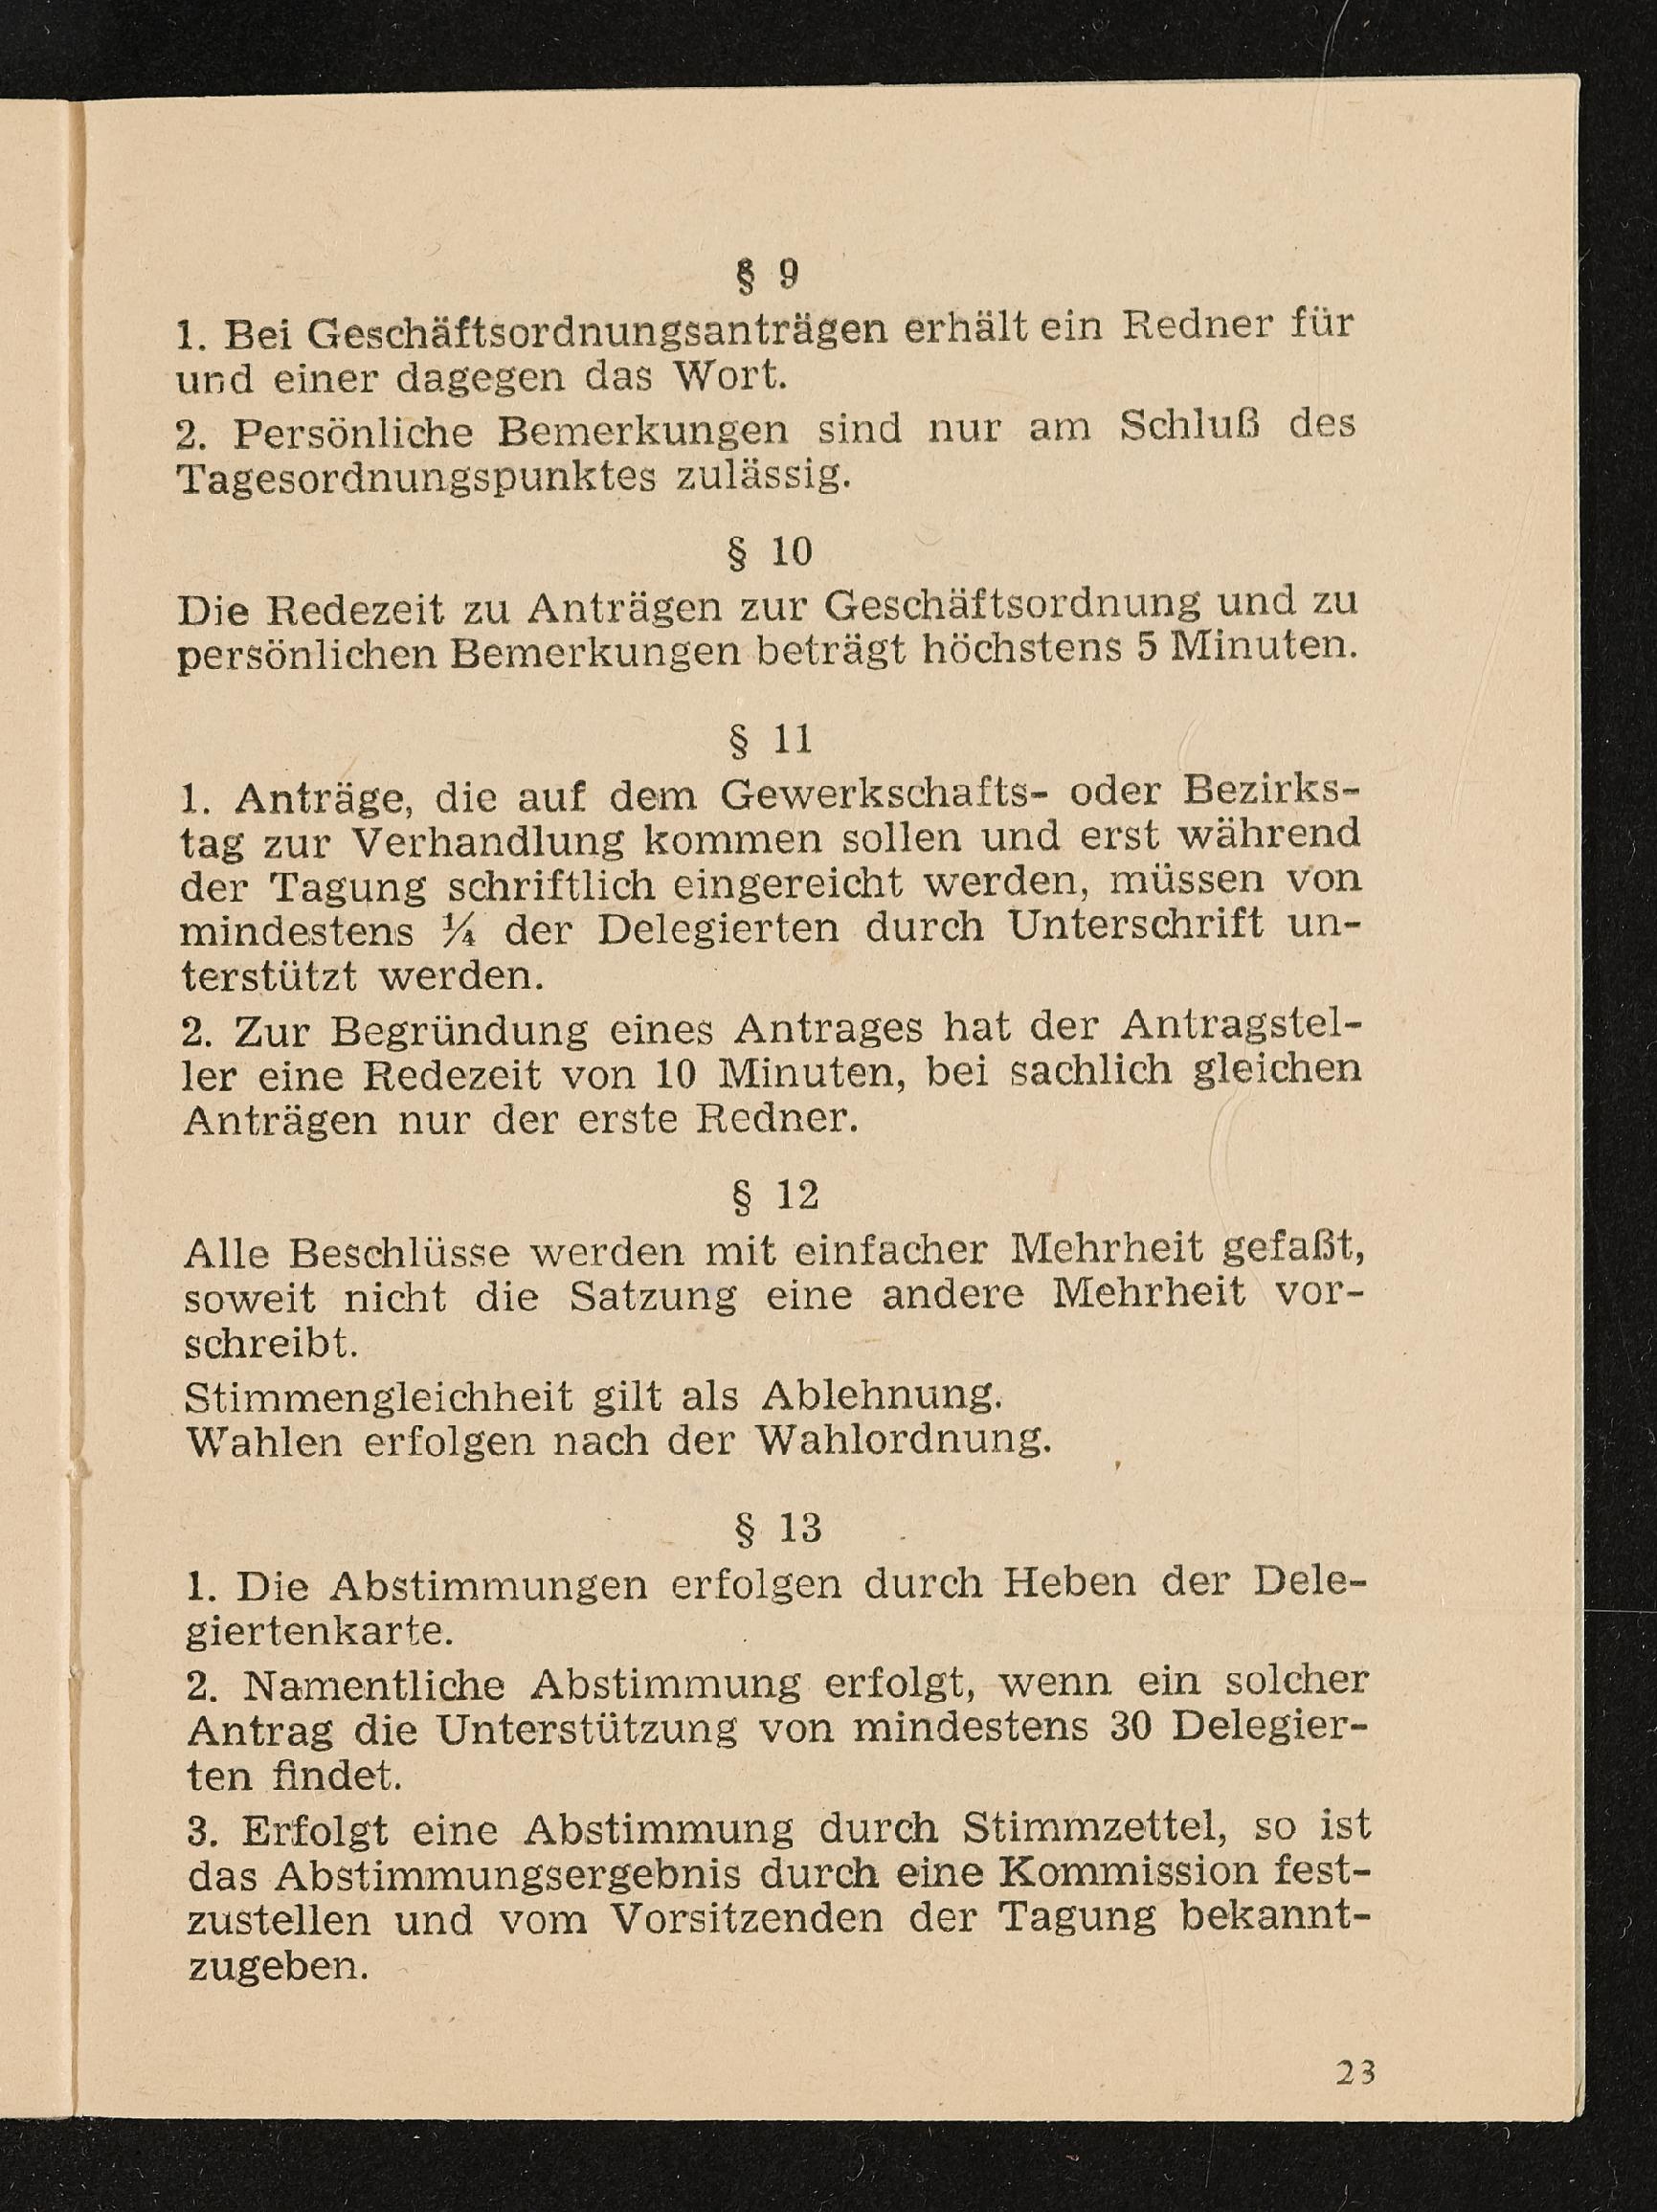 § 9
1. Bei Geschäftsordnungsanträgen erhält ein Redner für
und einer dagegen das Wort.
2. Persönliche Bemerkungen sind nur am Schluß des
Tagesordnungspunktes zulässig.
§ 10
Die Redezeit zu Anträgen zur Geschäftsordnung und zu
persönlichen Bemerkungen beträgt höchstens 5 Minuten.
§ 11
1. Anträge, die auf dem Gewerkschafts- oder Bezirks-
tag zur Verhandlung kommen sollen und erst während
der Tagung schriftlich eingereicht werden, müssen von
mindestens ¼ der Delegierten durch Unterschrift un-
terstützt werden.
2. Zur Begründung eines Antrages hat der Antragstel-
ler eine Redezeit von 10 Minuten, bei sachlich gleichen
Anträgen nur der erste Redner.
§ 12
Alle Beschlüsse werden mit einfacher Mehrheit gefaßt,
soweit nicht die Satzung eine andere Mehrheit vor-
schreibt.
Stimmengleichheit gilt als Ablehnung.
Wahlen erfolgen nach der Wahlordnung.
§ 13
1. Die Abstimmungen erfolgen durch Heben der Dele-
giertenkarte.
2. Namentliche Abstimmung erfolgt, wenn ein solcher
Antrag die Unterstützung von mindestens 30 Delegier-
ten findet.
3. Erfolgt eine Abstimmung durch Stimmzettel, so ist
das Abstimmungsergebnis durch eine Kommission fest-
zustellen und vom Vorsitzenden der Tagung bekannt-
zugeben.
23